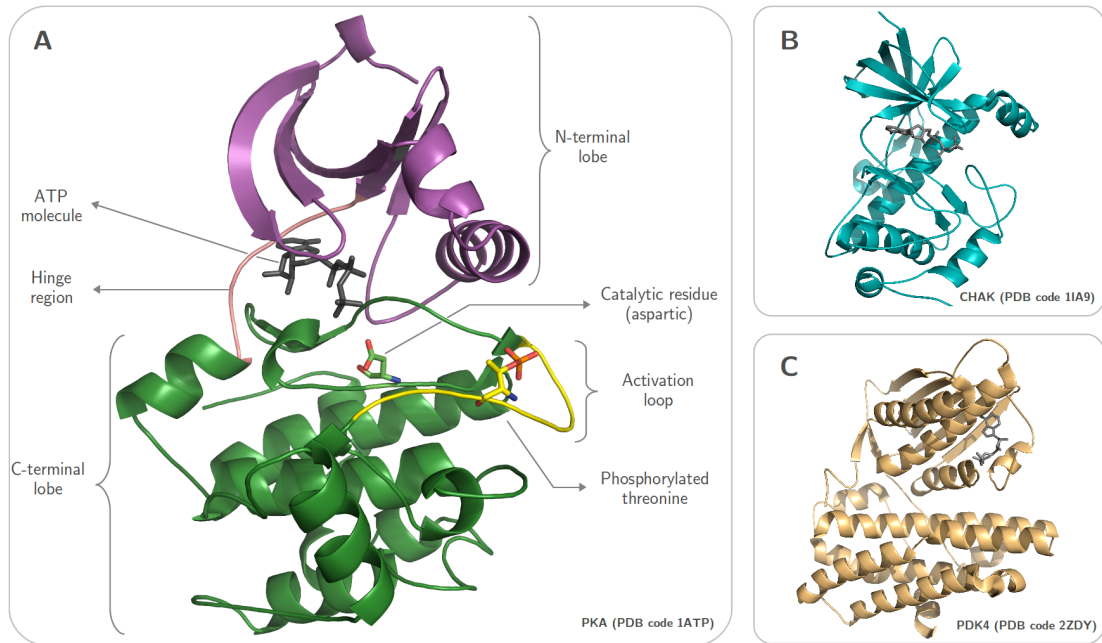 A
N-terminal
lobe
ATP
molecule
Hinge
region
Catalytic residue
(aspartic)
Activation
loop
C-terminal
lobe
Phosphorylated
threonine
PKA (PDB code 1ATP)
B
CHAK (PDB code 1IA9)
C
PDK4 (PDB code 2ZDY)